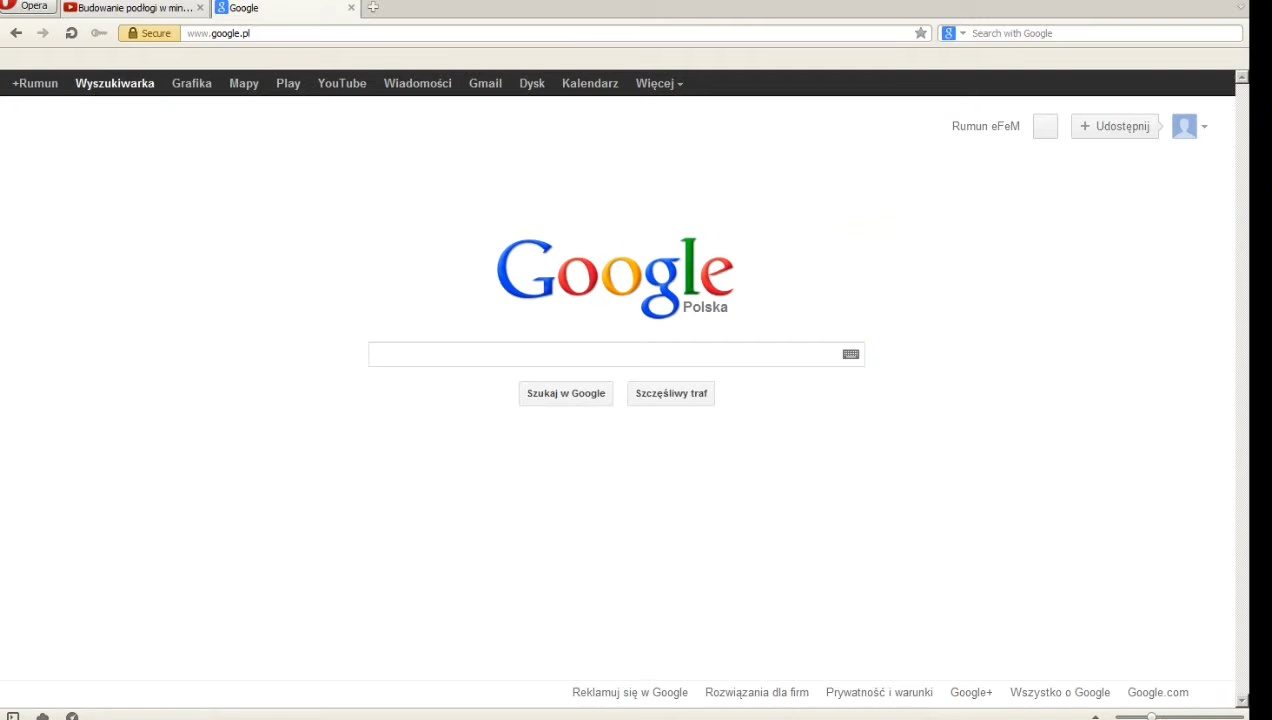 Opera
Budowanie podłogi w min...
Google
Secure
www.google.pl
Search with Google
+Rumun Wyszukiwarka Grafika Mapy Play YouTube Wiadomości Gmail Dysk Kalendarz Więcej
Rumun eFeM
+ Udostępnij
Google
Polska
Szukaj w Google
Szczęśliwy traf
Reklamuj się w Google Rozwiązania dla firm Prywatność i warunki Google+ Wszystko o Google Google.com